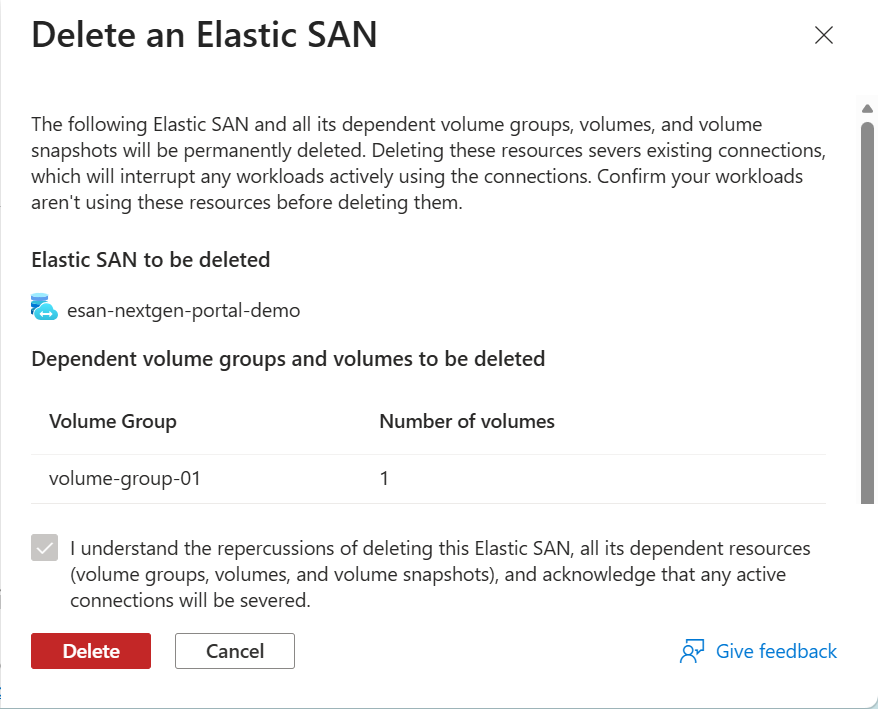 Delete an Elastic SAN
The following Elastic SAN and all its dependent volume groups, volumes, and volume
snapshots will be permanently deleted. Deleting these resources severs existing connections,
which will interrupt any workloads actively using the connections. Confirm your workloads
aren't using these resources before deleting them.
Elastic SAN to be deleted
esan-nextgen-portal-demo
Dependent volume groups and volumes to be deleted
Volume Group Number of volumes
volume-group-01 1
I understand the repercussions of deleting this Elastic SAN, all its dependent resources
(volume groups, volumes, and volume snapshots), and acknowledge that any active
connections will be severed.
Delete Cancel Give feedback